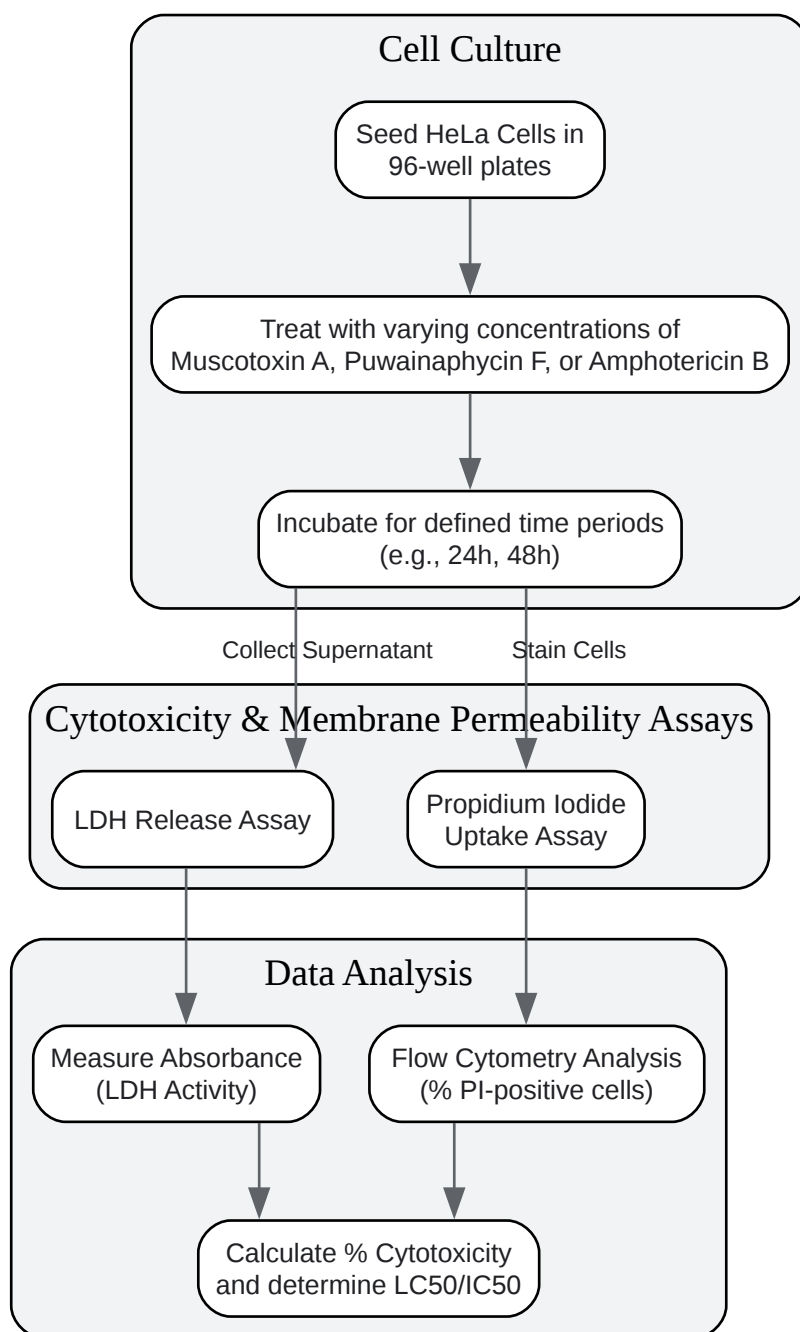 Cell Culture
Seed HeLa Cells in
96-well plates
Treat with varying concentrations of
Muscotoxin A, Puwainaphycin F, or Amphotericin B
Incubate for defined time periods
(e.g., 24h, 48h)
Collect Supernatant
Stain Cells
Cytotoxicity & Membrane Permeability Assays
LDH Release Assay
Propidium Iodide
Uptake Assay
Data Analysis
Measure Absorbance
(LDH Activity)
Flow Cytometry Analysis
(% PI-positive cells)
Calculate % Cytotoxicity
and determine LC50/IC50